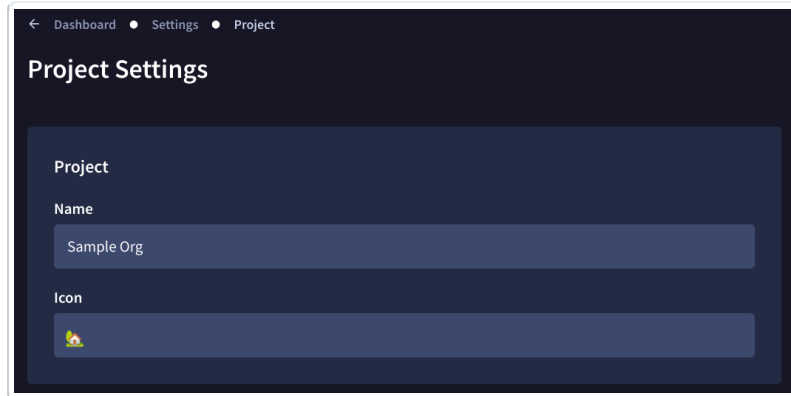 ← Dashboard ● Settings ● Project
Project Settings
Project
Name
Sample Org
Icon
🏡